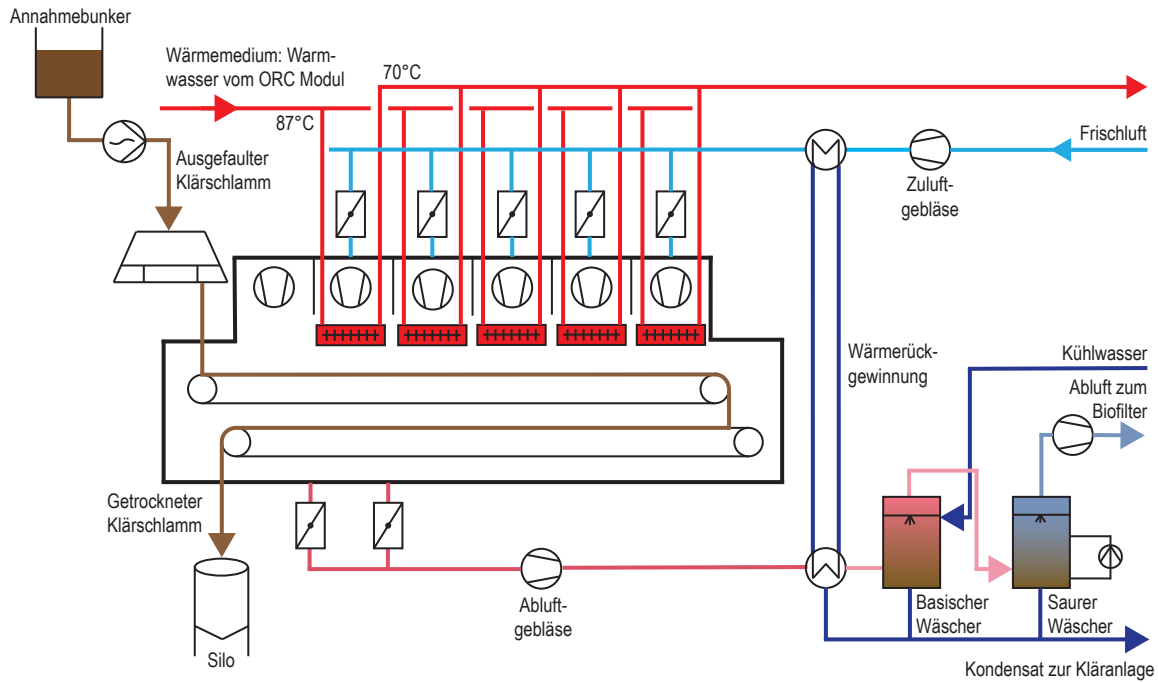 Annahmebunker
Wärmemedium: Warm-
wasser vom ORC Modul
70°C
87°C
Ausgefaulter
Klärschlamm
Frischluft
Zuluft-
gebläse
Wärmerück-
gewinnung
Kühlwasser
Abluft zum
Biofilter
Getrockneter
Klärschlamm
Abluft-
gebläse
Basischer
Wäscher
Saurer
Wäscher
Silo
Kondensat zur Kläranlage